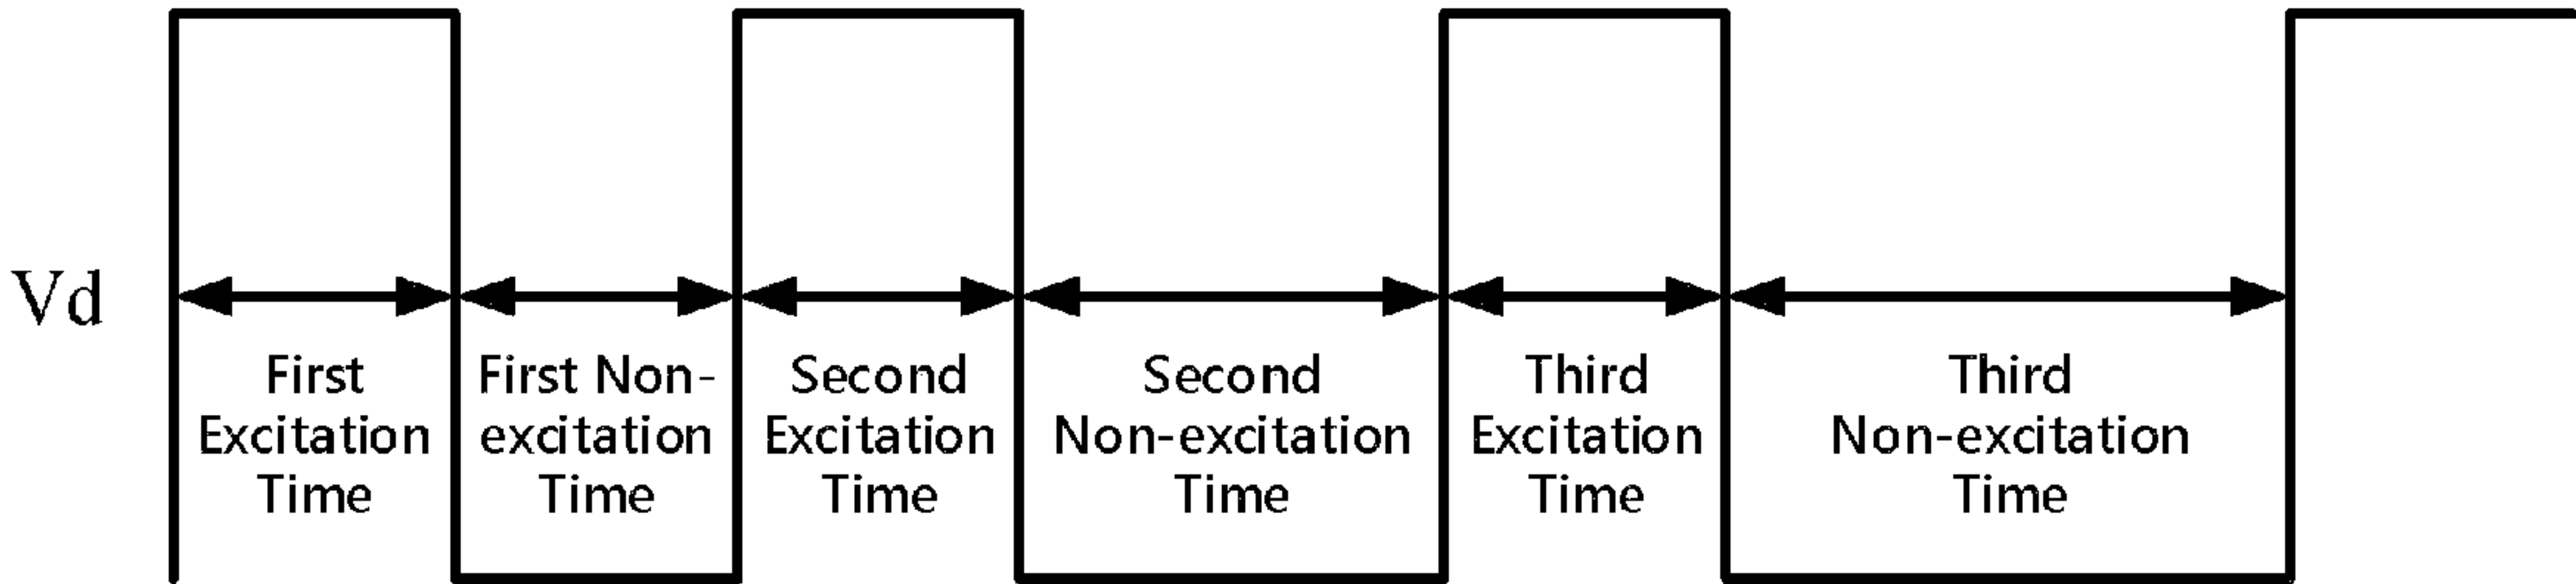 Vd
First
Excitation
Time
First Non-
excitation
Time
Second
Excitation
Time
Second
Non-excitation
Time
Third
Excitation
Time
Third
Non-excitation
Time